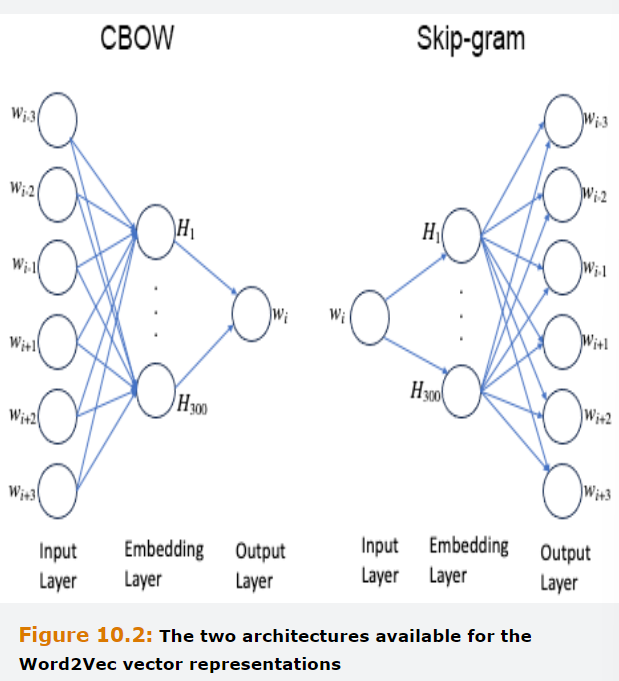 CBOW
Skip-gram
wi-3
wi-2
wi-1
wi+1
wi+2
wi+3
H1
.
.
.
H300
wi
wi
H1
.
.
.
H300
wi-3
wi-2
wi-1
wi+1
wi+2
wi+3
Input
Layer
Embedding
Layer
Output
Layer
Input
Layer
Embedding
Layer
Output
Layer
Figure 10.2: The two architectures available for the
Word2Vec vector representations